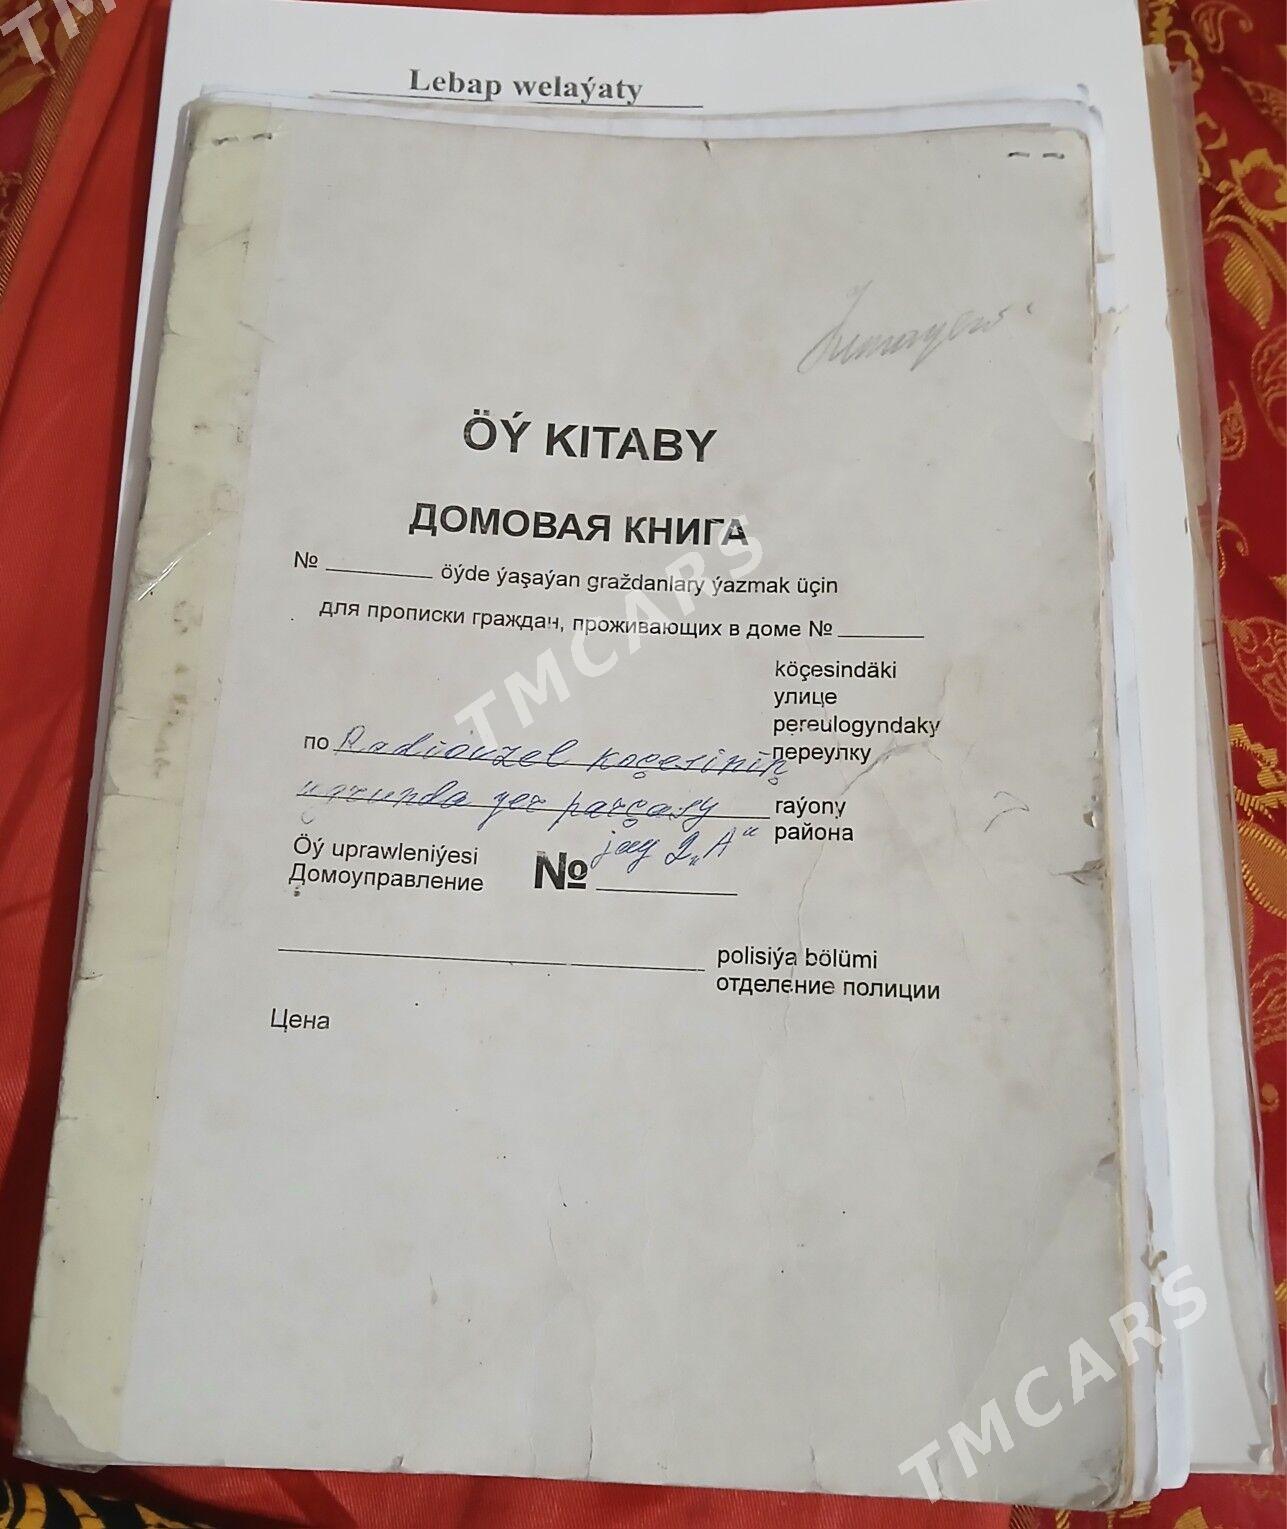 Lebap welaýaty
ÖÝ KITABY
ДОМОВАЯ КНИГА
№ öýde ýaşaýan graždanlary ýazmak üçin
для прописки граждан, проживающих в доме №
köçesindäki
улице
pereulogyndaky
по Radiouzel köçesiniň переулку
ugrunda ýer parçasy raýony
района
jaý 2 „A"
Öý uprawleniýesi
Домоуправление
№
polisiýa bölümi
отделение полиции
Цена
TMCARS
TMCARS